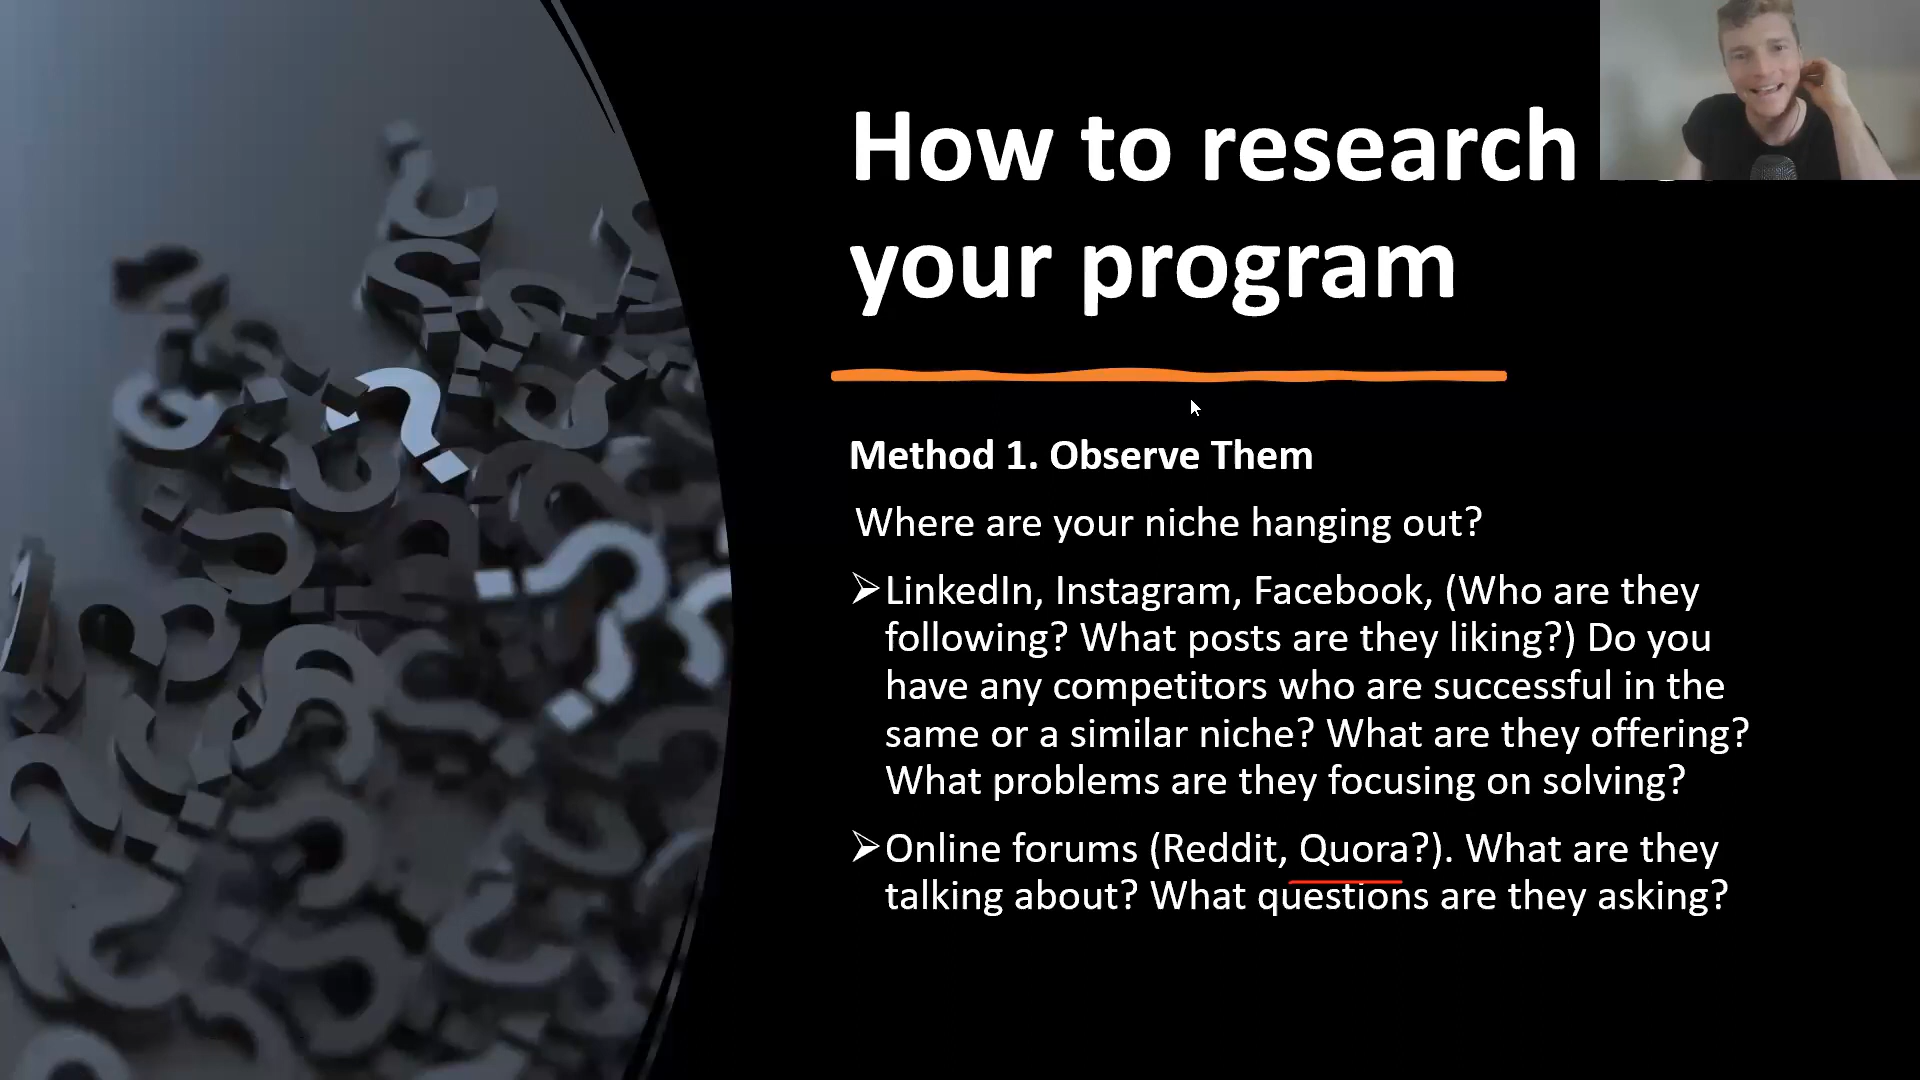 How to research
your program
Method 1. Observe Them
Where are your niche hanging out?
➢LinkedIn, Instagram, Facebook, (Who are they
following? What posts are they liking?) Do you
have any competitors who are successful in the
same or a similar niche? What are they offering?
What problems are they focusing on solving?
➢Online forums (Reddit, Quora?). What are they
talking about? What questions are they asking?